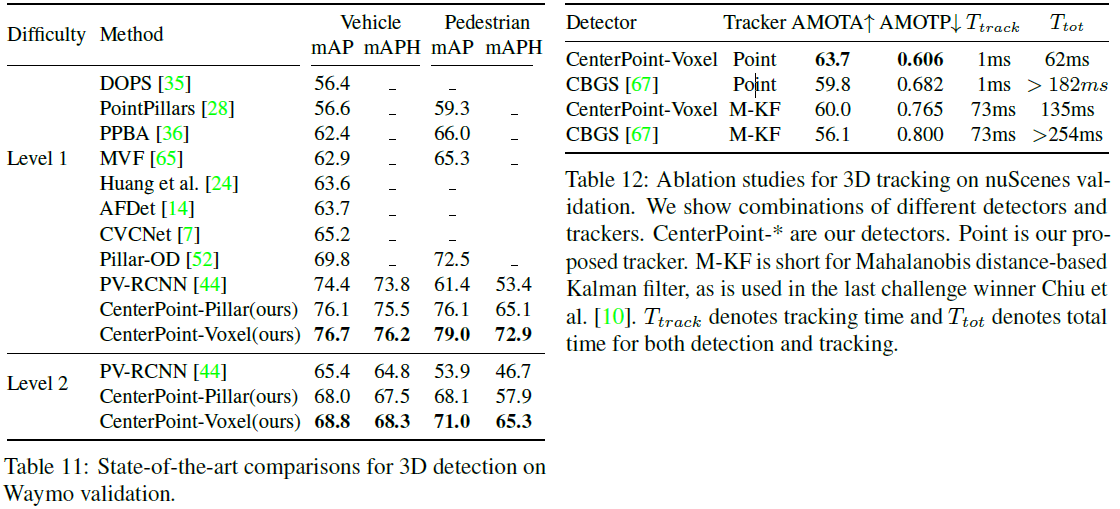 Difficulty Method Vehicle Pedestrian
mAP mAPH mAP mAPH
DOPS [35] 56.4 - - -
PointPillars [28] 56.6 - 59.3 -
PPBA [36] 62.4 - 66.0 -
Level 1 MVF [65] 62.9 - 65.3 -
Huang et al. [24] 63.6 - -
AFDet [14] 63.7 - - -
CVCNet [7] 65.2 - - -
Pillar-OD [52] 69.8 - 72.5 -
PV-RCNN [44] 74.4 73.8 61.4 53.4
CenterPoint-Pillar(ours) 76.1 75.5 76.1 65.1
CenterPoint-Voxel(ours) 76.7 76.2 79.0 72.9
Level 2 PV-RCNN [44] 65.4 64.8 53.9 46.7
CenterPoint-Pillar(ours) 68.0 67.5 68.1 57.9
CenterPoint-Voxel(ours) 68.8 68.3 71.0 65.3
Table 11: State-of-the-art comparisons for 3D detection on
Waymo validation.
Detector Tracker AMOTA↑ AMOTP↓ T_track T_tot
CenterPoint-Voxel Point 63.7 0.606 1ms 62ms
CBGS [67] Point 59.8 0.682 1ms > 182ms
CenterPoint-Voxel M-KF 60.0 0.765 73ms 135ms
CBGS [67] M-KF 56.1 0.800 73ms >254ms
Table 12: Ablation studies for 3D tracking on nuScenes val-
idation. We show combinations of different detectors and
trackers. CenterPoint-* are our detectors. Point is our pro-
posed tracker. M-KF is short for Mahalanobis distance-based
Kalman filter, as is used in the last challenge winner Chiu et
al. [10]. T_track denotes tracking time and T_tot denotes total
time for both detection and tracking.